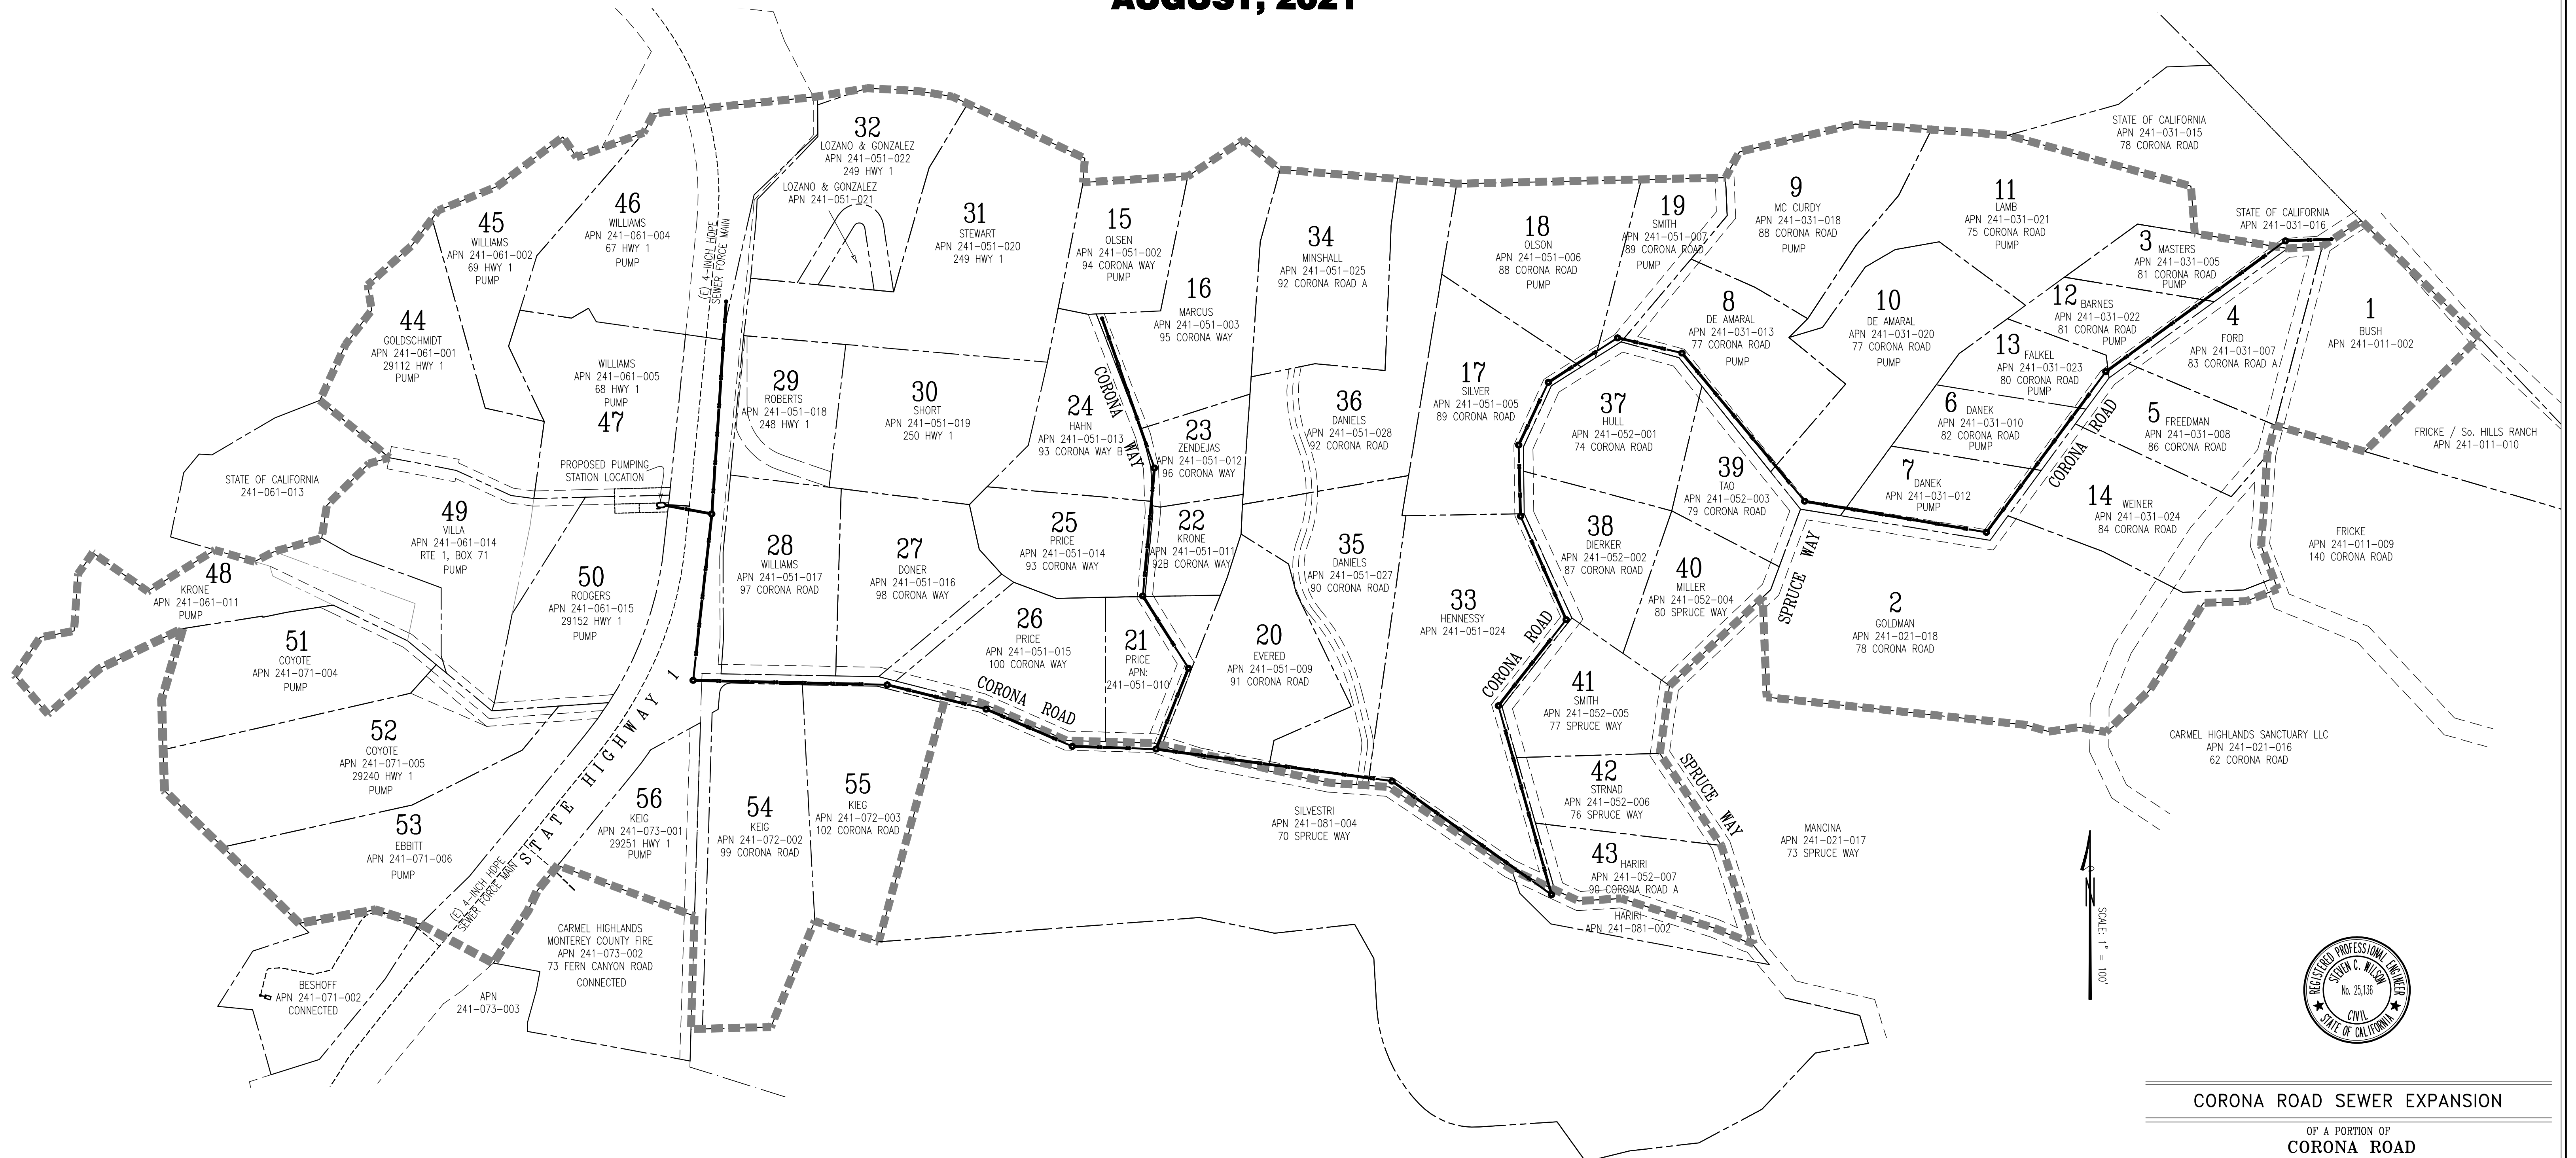 AUGUST, 2021
32
LOZANO & GONZALEZ
APN 241-051-022
249 HWY 1
LOZANO & GONZALEZ
APN 241-051-021
STATE OF CALIFORNIA
APN 241-031-015
78 CORONA ROAD
45
WILLIAMS
APN 241-061-002
69 HWY 1
PUMP
46
WILLIAMS
APN 241-061-004
67 HWY 1
PUMP
(E) 4-INCH HDPE
SEWER FORCE MAIN
31
STEWART
APN 241-051-020
249 HWY 1
15
OLSEN
APN 241-051-002
94 CORONA WAY
PUMP
16
MARCUS
APN 241-051-003
95 CORONA WAY
34
MINSHALL
APN 241-051-025
92 CORONA ROAD A
18
OLSON
APN 241-051-006
88 CORONA ROAD
PUMP
19
SMITH
APN 241-051-007
89 CORONA ROAD
PUMP
9
MC CURDY
APN 241-031-018
88 CORONA ROAD
PUMP
11
LAMB
APN 241-031-021
75 CORONA ROAD
PUMP
STATE OF CALIFORNIA
APN 241-031-016
3 MASTERS
APN 241-031-005
81 CORONA ROAD
PUMP
44
GOLDSCHMIDT
APN 241-061-001
29112 HWY 1
PUMP
WILLIAMS
APN 241-061-005
68 HWY 1
PUMP
47
29
ROBERTS
APN 241-051-018
248 HWY 1
30
SHORT
APN 241-051-019
250 HWY 1
24
HAHN
APN 241-051-013
93 CORONA WAY B
CORONA WAY
23
ZENDEJAS
APN 241-051-012
96 CORONA WAY
36
DANIELS
APN 241-051-028
92 CORONA ROAD
17
SILVER
APN 241-051-005
89 CORONA ROAD
37
HULL
APN 241-052-001
74 CORONA ROAD
8
DE AMARAL
APN 241-031-013
77 CORONA ROAD
PUMP
10
DE AMARAL
APN 241-031-020
77 CORONA ROAD
PUMP
12 BARNES
APN 241-031-022
81 CORONA ROAD
PUMP
13 FALKEL
APN 241-031-023
80 CORONA ROAD
PUMP
4
FORD
APN 241-031-007
83 CORONA ROAD A
1
BUSH
APN 241-011-002
6 DANEK
APN 241-031-010
82 CORONA ROAD
PUMP
5 FREEDMAN
APN 241-031-008
86 CORONA ROAD
FRICKE / So. HILLS RANCH
APN 241-011-010
CORONA ROAD
STATE OF CALIFORNIA
241-061-013
PROPOSED PUMPING
STATION LOCATION
39
TAO
APN 241-052-003
79 CORONA ROAD
7
DANEK
APN 241-031-012
PUMP
14 WEINER
APN 241-031-024
84 CORONA ROAD
49
VILLA
APN 241-061-014
RTE 1, BOX 71
PUMP
50
RODGERS
APN 241-061-015
29152 HWY 1
PUMP
28
WILLIAMS
APN 241-051-017
97 CORONA ROAD
27
DONER
APN 241-051-016
98 CORONA WAY
25
PRICE
APN 241-051-014
93 CORONA WAY
22
KRONE
APN 241-051-011
92B CORONA WAY
35
DANIELS
APN 241-051-027
90 CORONA ROAD
38
DIERKER
APN 241-052-002
87 CORONA ROAD
FRICKE
APN 241-011-009
140 CORONA ROAD
48
KRONE
APN 241-061-011
PUMP
40
MILLER
APN 241-052-004
80 SPRUCE WAY
SPRUCE WAY
33
HENNESSY
APN 241-051-024
2
GOLDMAN
APN 241-021-018
78 CORONA ROAD
26
PRICE
APN 241-051-015
100 CORONA WAY
21
PRICE
APN:
241-051-010
20
EVERED
APN 241-051-009
91 CORONA ROAD
51
COYOTE
APN 241-071-004
PUMP
CORONA ROAD
CORONA ROAD
41
SMITH
APN 241-052-005
77 SPRUCE WAY
52
COYOTE
APN 241-071-005
29240 HWY 1
PUMP
STATE HIGHWAY 1
CARMEL HIGHLANDS SANCTUARY LLC
APN 241-021-016
62 CORONA ROAD
53
EBBITT
APN 241-071-006
PUMP
56
KEIG
APN 241-073-001
29251 HWY 1
PUMP
54
KEIG
APN 241-072-002
99 CORONA ROAD
55
KIEG
APN 241-072-003
102 CORONA ROAD
SILVESTRI
APN 241-081-004
70 SPRUCE WAY
42
STRNAD
APN 241-052-006
76 SPRUCE WAY
SPRUCE WAY
MANCINA
APN 241-021-017
73 SPRUCE WAY
43 HARIRI
APN 241-052-007
90 CORONA ROAD A
HARIRI
APN 241-081-002
(E) 4-INCH HDPE
SEWER FORCE MAIN
CARMEL HIGHLANDS
MONTEREY COUNTY FIRE
APN 241-073-002
73 FERN CANYON ROAD
CONNECTED
BESHOFF
APN 241-071-002
CONNECTED
APN
241-073-003
N
SCALE: 1" = 100'
REGISTERED PROFESSIONAL ENGINEER
STEVEN C. WILSON
No. 25,136
CIVIL
STATE OF CALIFORNIA
CORONA ROAD SEWER EXPANSION
OF A PORTION OF
CORONA ROAD